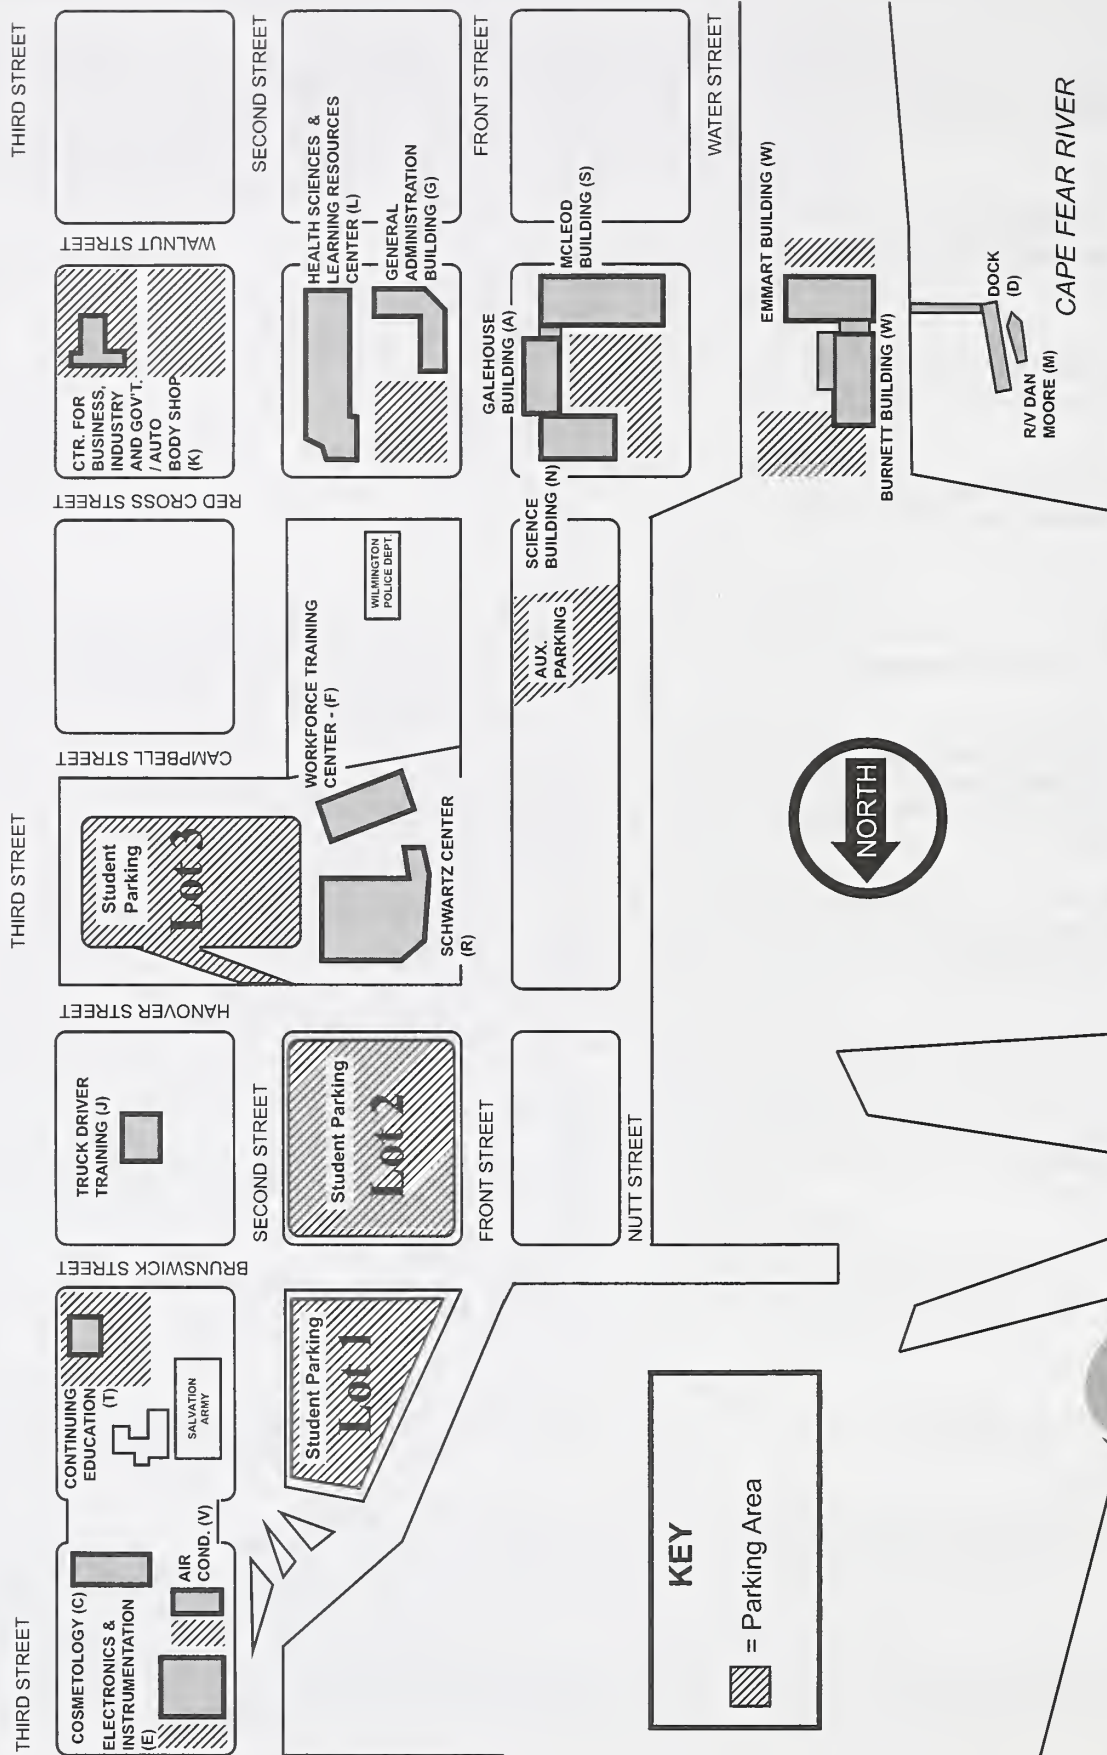 THIRD STREET
THIRD STREET
THIRD STREET
COSMETOLOGY (C)
ELECTRONICS &
INSTRUMENTATION
(E)
AIR
COND. (V)
CONTINUING
EDUCATION
(T)
SALVATION
ARMY
BRUNSWICK STREET
TRUCK DRIVER
TRAINING (J)
HANOVER STREET
Student
Parking
Lot 3
CAMPBELL STREET
RED CROSS STREET
CTR. FOR
BUSINESS,
INDUSTRY
AND GOV'T.
/ AUTO
BODY SHOP
(K)
WALNUT STREET
SECOND STREET
SECOND STREET
Student Parking
Lot 1
Student Parking
Lot 2
WORKFORCE TRAINING
CENTER - (F)
SCHWARTZ CENTER
(R)
WILMINGTON
POLICE DEPT.
HEALTH SCIENCES &
LEARNING RESOURCES
CENTER (L)
GENERAL
ADMINISTRATION
BUILDING (G)
FRONT STREET
FRONT STREET
AUX.
PARKING
SCIENCE
BUILDING (N)
GALEHOUSE
BUILDING (A)
MCLEOD
BUILDING (S)
NUTT STREET
WATER STREET
KEY
= Parking Area
NORTH
EMMART BUILDING (W)
BURNETT BUILDING (W)
DOCK
(D)
R/V DAN
MOORE (M)
CAPE FEAR RIVER